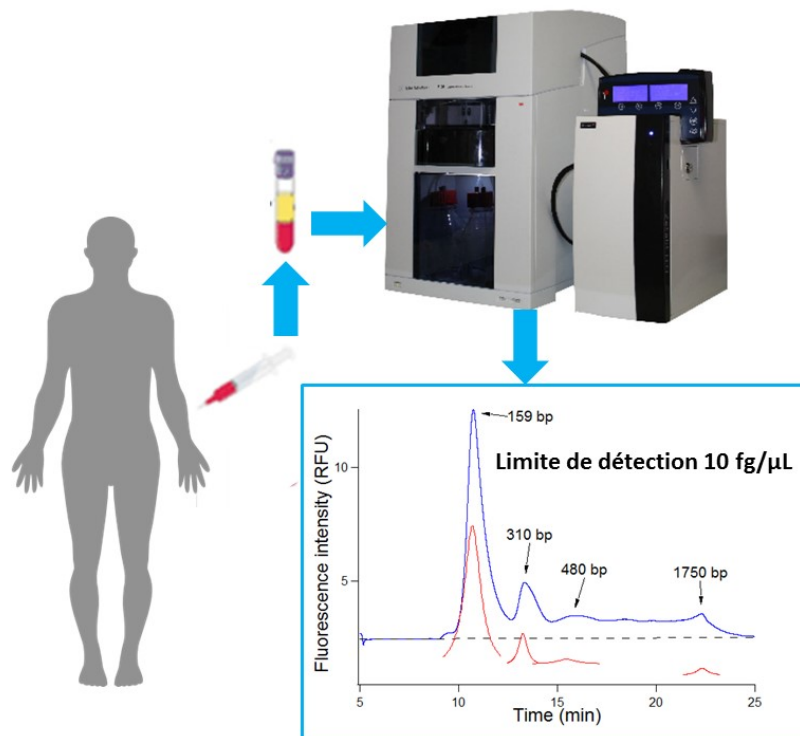 159 bp
Limite de détection 10 fg/µL
310 bp
480 bp
1750 bp
Fluorescence intensity (RFU)
10
5
5
10
15
20
25
Time (min)